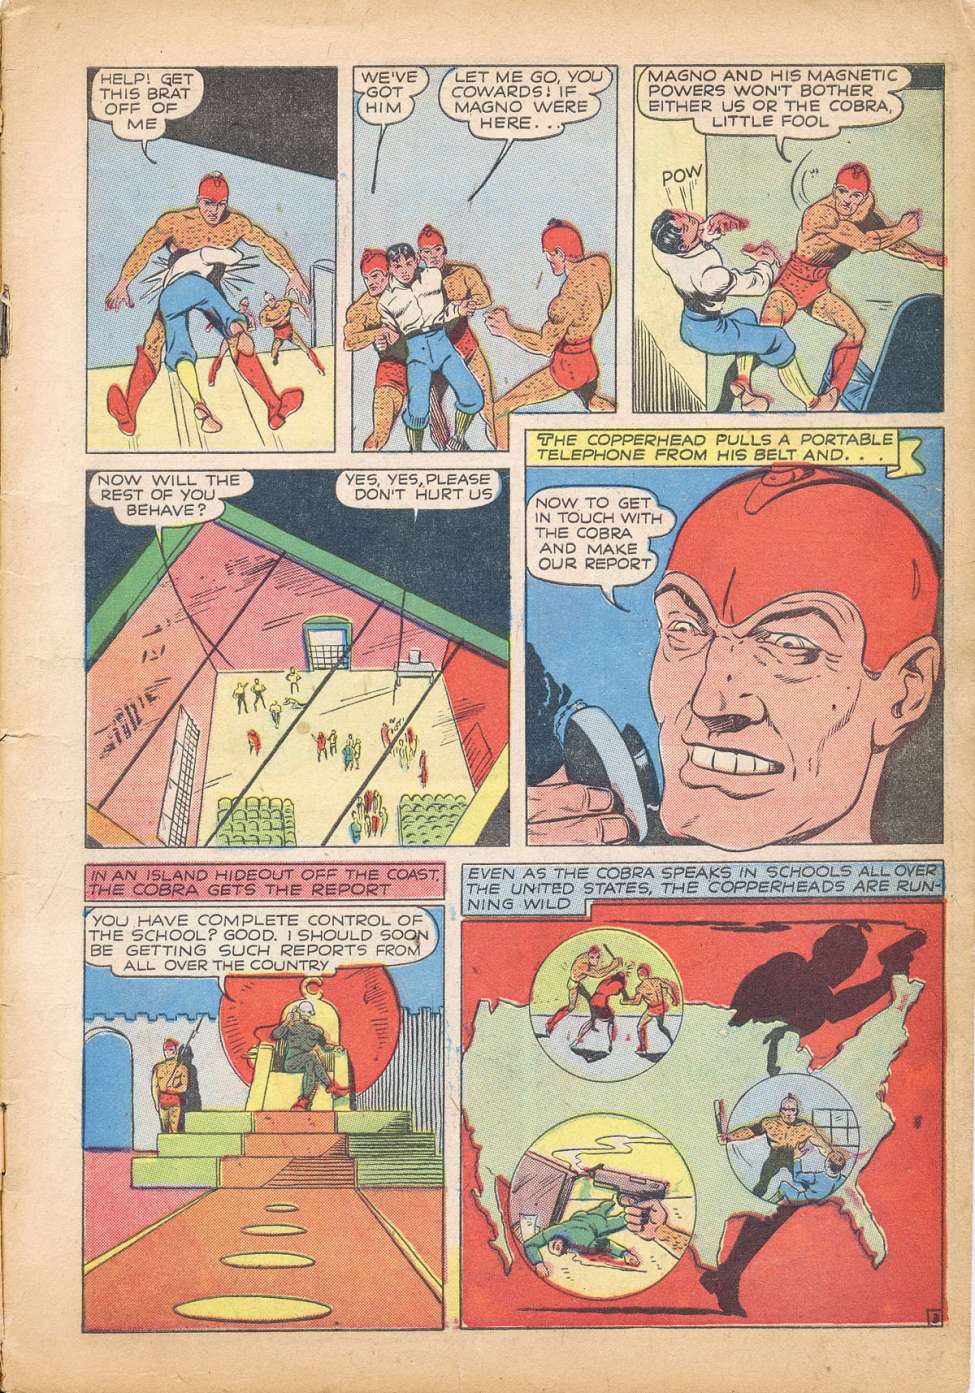 HELP! GET
THIS BRAT
OFF OF
ME
WE'VE
GOT
HIM
LET ME GO, YOU
COWARDS! IF
MAGNO WERE
HERE...
MAGNO AND HIS MAGNETIC
POWERS WON'T BOTHER
EITHER US OR THE COBRA,
LITTLE FOOL
POW
NOW WILL THE
REST OF YOU
BEHAVE?
YES, YES, PLEASE
DON'T HURT US
THE COPPERHEAD PULLS A PORTABLE
TELEPHONE FROM HIS BELT AND...
NOW TO GET
IN TOUCH WITH
THE COBRA
AND MAKE
OUR REPORT
IN AN ISLAND HIDEOUT OFF THE COAST,
THE COBRA GETS THE REPORT
YOU HAVE COMPLETE CONTROL OF
THE SCHOOL? GOOD. I SHOULD SOON
BE GETTING SUCH REPORTS FROM
ALL OVER THE COUNTRY
EVEN AS THE COBRA SPEAKS IN SCHOOLS ALL OVER
THE UNITED STATES, THE COPPERHEADS ARE RUN-
NING WILD
3